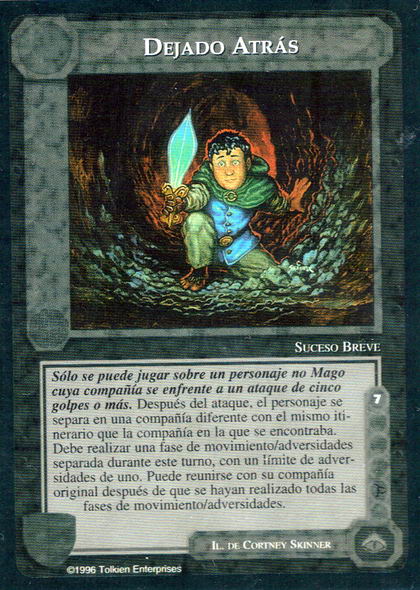 DEJADO ATRÁS
SUCESO BREVE
Sólo se puede jugar sobre un personaje no Mago
cuya compañía se enfrente a un ataque de cinco
golpes o más. Después del ataque, el personaje se
separa en una compañía diferente con el mismo iti-
nerario que la compañía en la que se encontraba.
Debe realizar una fase de movimiento/adversidades
separada durante este turno, con un límite de adver-
sidades de uno. Puede reunirse con su compañía
original después de que se hayan realizado todas las
fases de movimiento/adversidades.
7
IL. DE CORTNEY SKINNER
©1996 Tolkien Enterprises